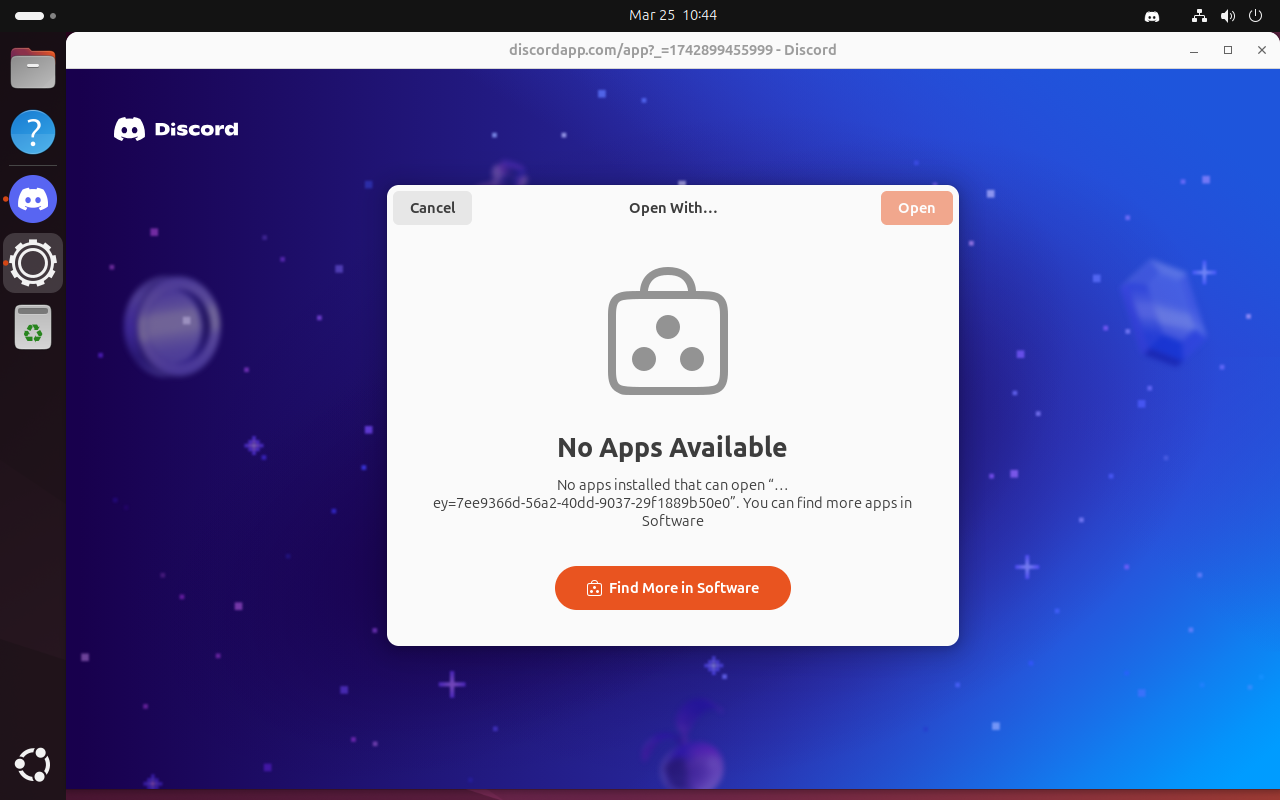 Mar 25 10:44
discordapp.com/app?_=1742899455999 - Discord
Discord
Cancel
Open With…
Open
No Apps Available
No apps installed that can open “…
ey=7ee9366d-56a2-40dd-9037-29f1889b50e0”. You can find more apps in
Software
Find More in Software